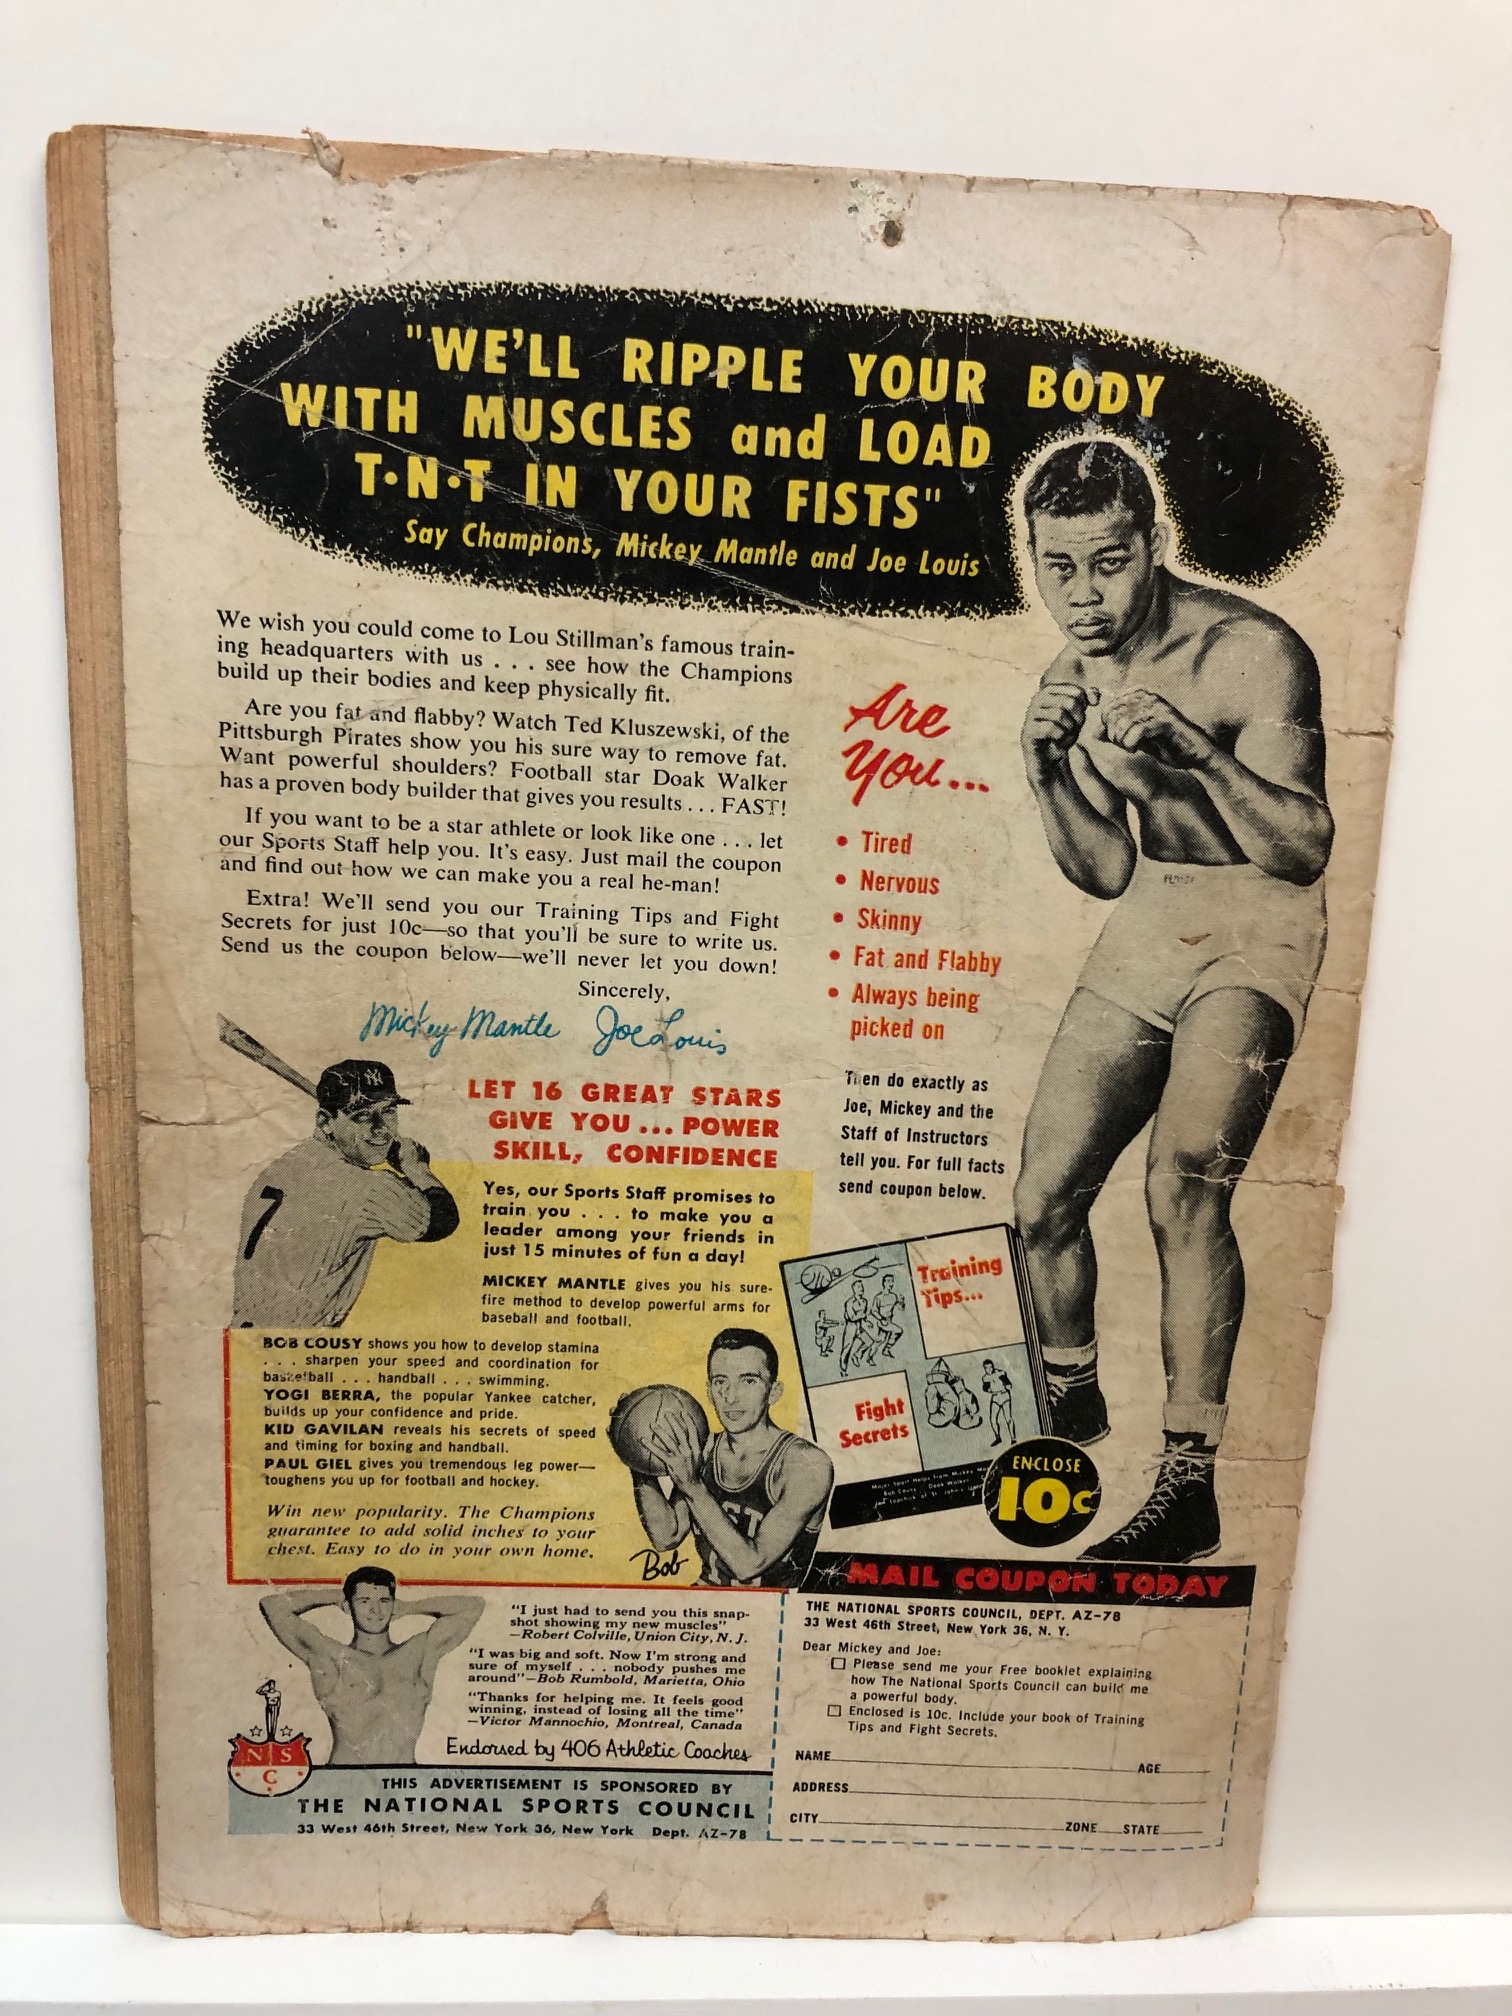 "WE'LL RIPPLE YOUR BODY
WITH MUSCLES and LOAD
T·N·T IN YOUR FISTS"
Say Champions, Mickey Mantle and Joe Louis
We wish you could come to Lou Stillman's famous train-
ing headquarters with us . . . see how the Champions
build up their bodies and keep physically fit.
Are you fat and flabby? Watch Ted Kluszewski, of the
Pittsburgh Pirates show you his sure way to remove fat.
Want powerful shoulders? Football star Doak Walker
has a proven body builder that gives you results . . . FAST!
If you want to be a star athlete or look like one . . . let
our Sports Staff help you. It's easy. Just mail the coupon
and find out how we can make you a real he-man!
Extra! We'll send you our Training Tips and Fight
Secrets for just 10c—so that you'll be sure to write us.
Send us the coupon below—we'll never let you down!
Sincerely,
Mickey Mantle Joe Louis
Are
You...
• Tired
• Nervous
• Skinny
• Fat and Flabby
• Always being
picked on
Then do exactly as
Joe, Mickey and the
Staff of Instructors
tell you. For full facts
send coupon below.
LET 16 GREAT STARS
GIVE YOU ... POWER
SKILL, CONFIDENCE
NY
7
Yes, our Sports Staff promises to
train you . . . to make you a
leader among your friends in
just 15 minutes of fun a day!
MICKEY MANTLE gives you his sure-
fire method to develop powerful arms for
baseball and football.
BOB COUSY shows you how to develop stamina
. . . sharpen your speed and coordination for
basketball . . . handball . . . swimming.
YOGI BERRA, the popular Yankee catcher,
builds up your confidence and pride.
KID GAVILAN reveals his secrets of speed
and timing for boxing and handball.
PAUL GIEL gives you tremendous leg power—
toughens you up for football and hockey.
Win new popularity. The Champions
guarantee to add solid inches to your
chest. Easy to do in your own home.
Bob
Training
Tips...
Fight
Secrets
ENCLOSE
10c
"I just had to send you this snap-
shot showing my new muscles"
—Robert Colville, Union City, N. J.
"I was big and soft. Now I'm strong and
sure of myself . . . nobody pushes me
around"—Bob Rumbold, Marietta, Ohio
"Thanks for helping me. It feels good
winning, instead of losing all the time"
—Victor Mannochio, Montreal, Canada
Endorsed by 406 Athletic Coaches
N S
C
THIS ADVERTISEMENT IS SPONSORED BY
THE NATIONAL SPORTS COUNCIL
33 West 46th Street, New York 36, New York Dept. AZ-78
MAIL COUPON TODAY
THE NATIONAL SPORTS COUNCIL, DEPT. AZ-78
33 West 46th Street, New York 36, N. Y.
Dear Mickey and Joe:
☐ Please send me your Free booklet explaining
how The National Sports Council can build me
a powerful body.
☐ Enclosed is 10c. Include your book of Training
Tips and Fight Secrets.
NAME AGE
ADDRESS
CITY ZONE STATE